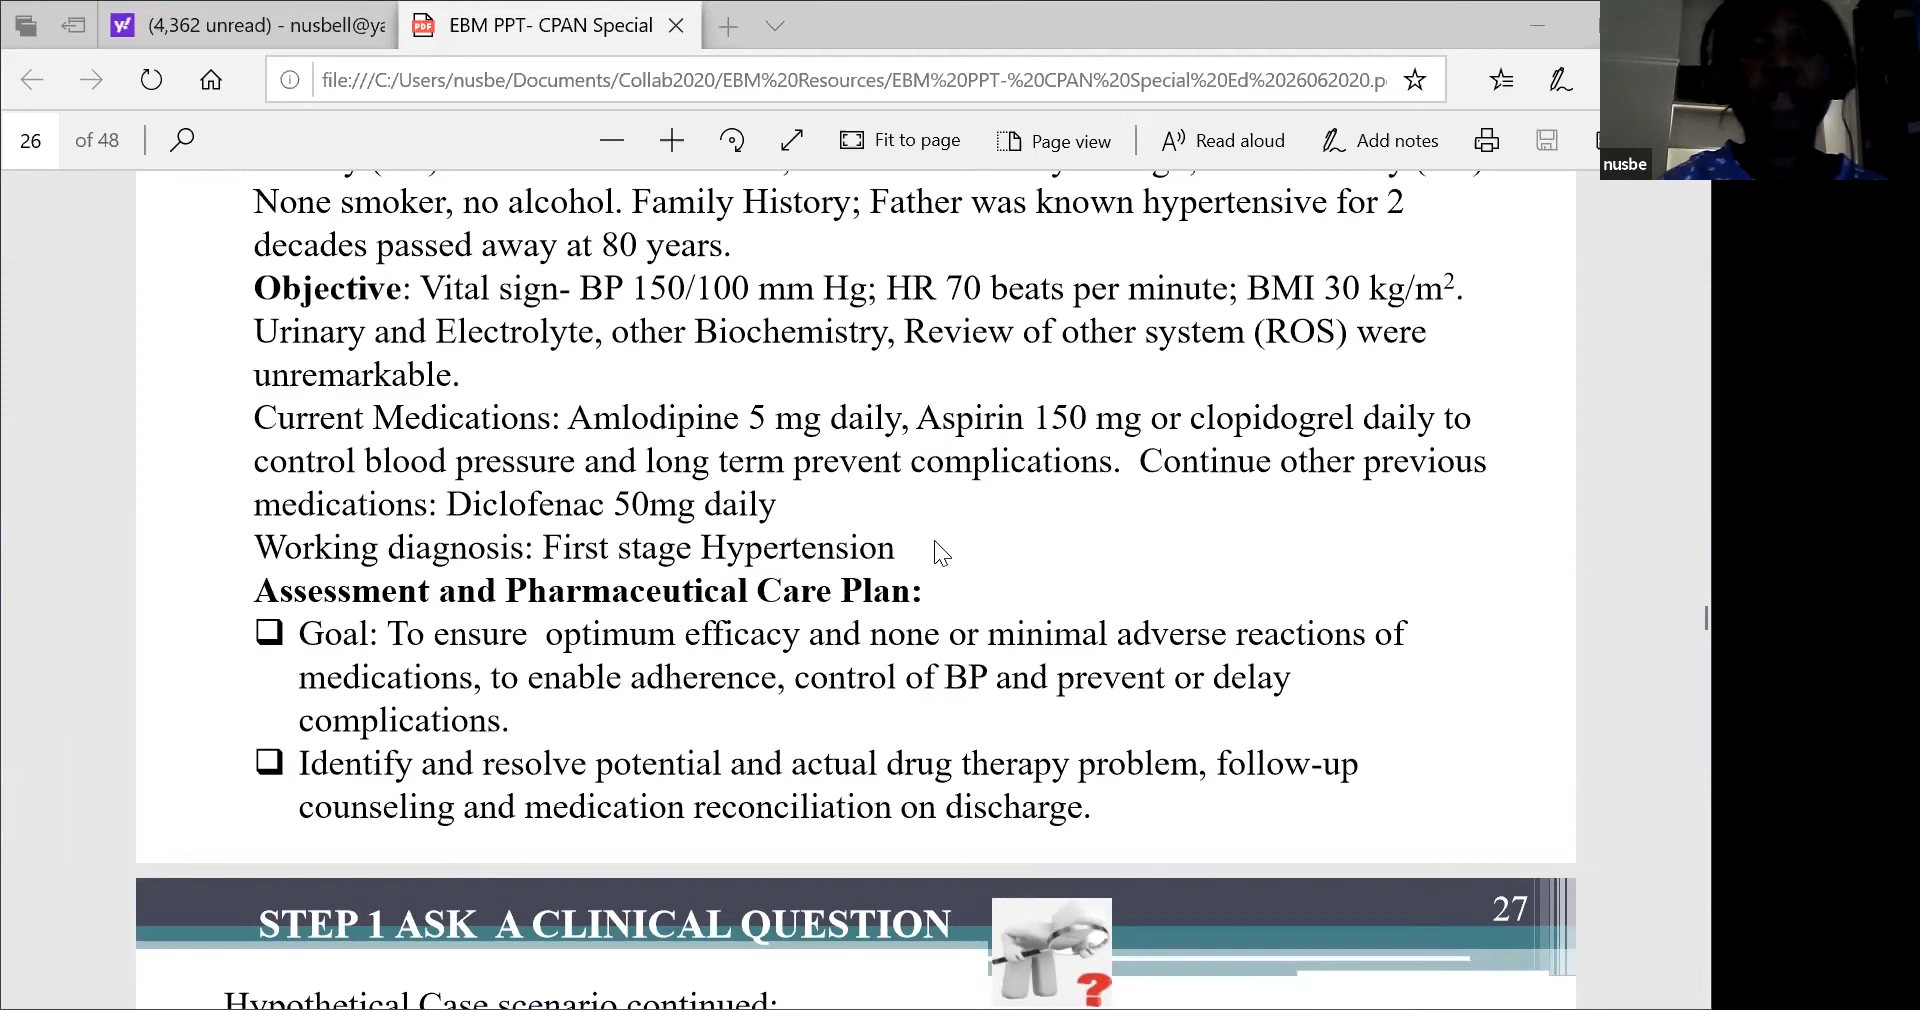 (4,362 unread) - nusbell@ya
EBM PPT- CPAN Special
file:///C:/Users/nusbe/Documents/Collab2020/EBM%20Resources/EBM%20PPT-%20CPAN%20Special%20Ed%2026062020.p
26 of 48
Fit to page
Page view
Read aloud
Add notes
nusbe
None smoker, no alcohol. Family History; Father was known hypertensive for 2
decades passed away at 80 years.
Objective: Vital sign- BP 150/100 mm Hg; HR 70 beats per minute; BMI 30 kg/m².
Urinary and Electrolyte, other Biochemistry, Review of other system (ROS) were
unremarkable.
Current Medications: Amlodipine 5 mg daily, Aspirin 150 mg or clopidogrel daily to
control blood pressure and long term prevent complications.  Continue other previous
medications: Diclofenac 50mg daily
Working diagnosis: First stage Hypertension
Assessment and Pharmaceutical Care Plan:
❑ Goal: To ensure  optimum efficacy and none or minimal adverse reactions of
medications, to enable adherence, control of BP and prevent or delay
complications.
❑ Identify and resolve potential and actual drug therapy problem, follow-up
counseling and medication reconciliation on discharge.
STEP 1 ASK  A CLINICAL QUESTION
27
Hypothetical Case scenario continued: